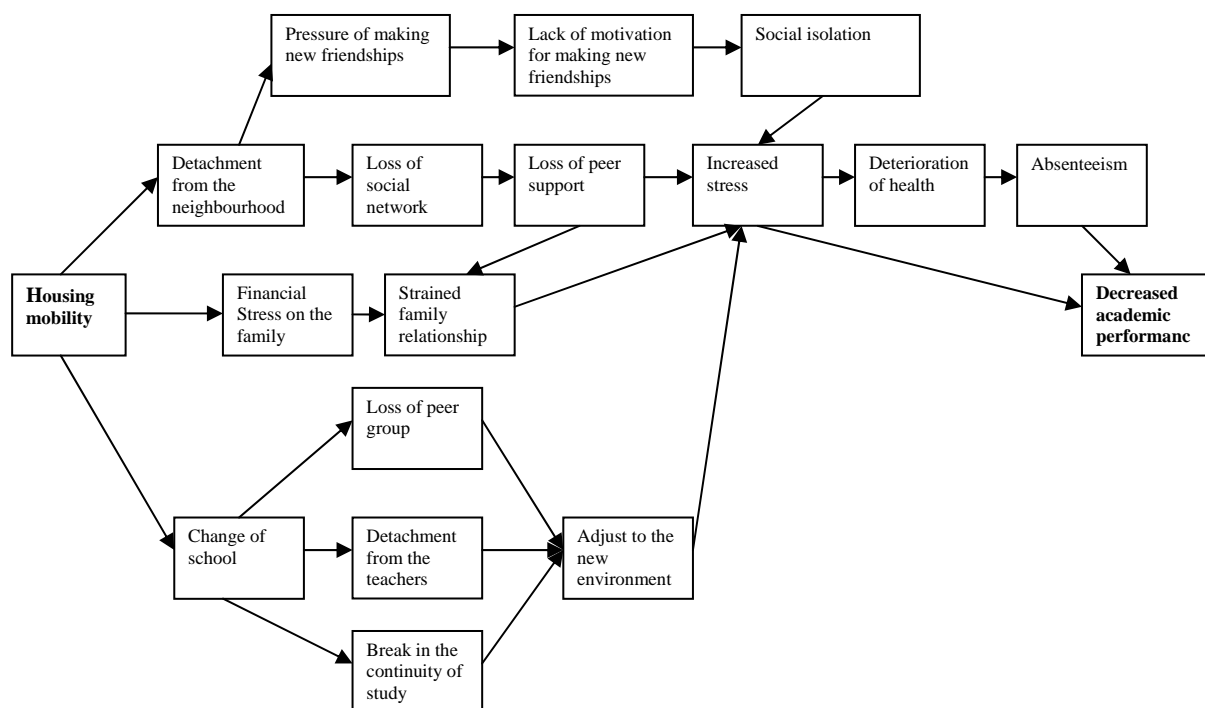 Pressure of making
new friendships
Lack of motivation
for making new
friendships
Social isolation
Detachment
from the
neighbourhood
Loss of
social
network
Loss of peer
support
Increased
stress
Deterioration
of health
Absenteeism
Housing
mobility
Financial
Stress on the
family
Strained
family
relationship
Decreased
academic
performanc
Loss of peer
group
Change of
school
Detachment
from the
teachers
Adjust to the
new
environment
Break in the
continuity of
study